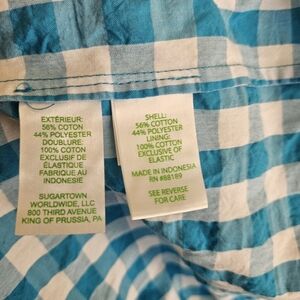 EXTÉRIEUR:
56% COTON
44% POLYESTER
DOUBLURE:
100% COTON
EXCLUSIF DE
ÉLASTIQUE
FABRIQUÉ AU
INDONESIE
SUGARTOWN
WORLDWIDE, LLC
800 THIRD AVENUE
KING OF PRUSSIA, PA
SHELL:
56% COTTON
44% POLYESTER
LINING:
100% COTTON
EXCLUSIVE OF
ELASTIC
MADE IN INDONESIA
RN #88189
SEE REVERSE
FOR CARE